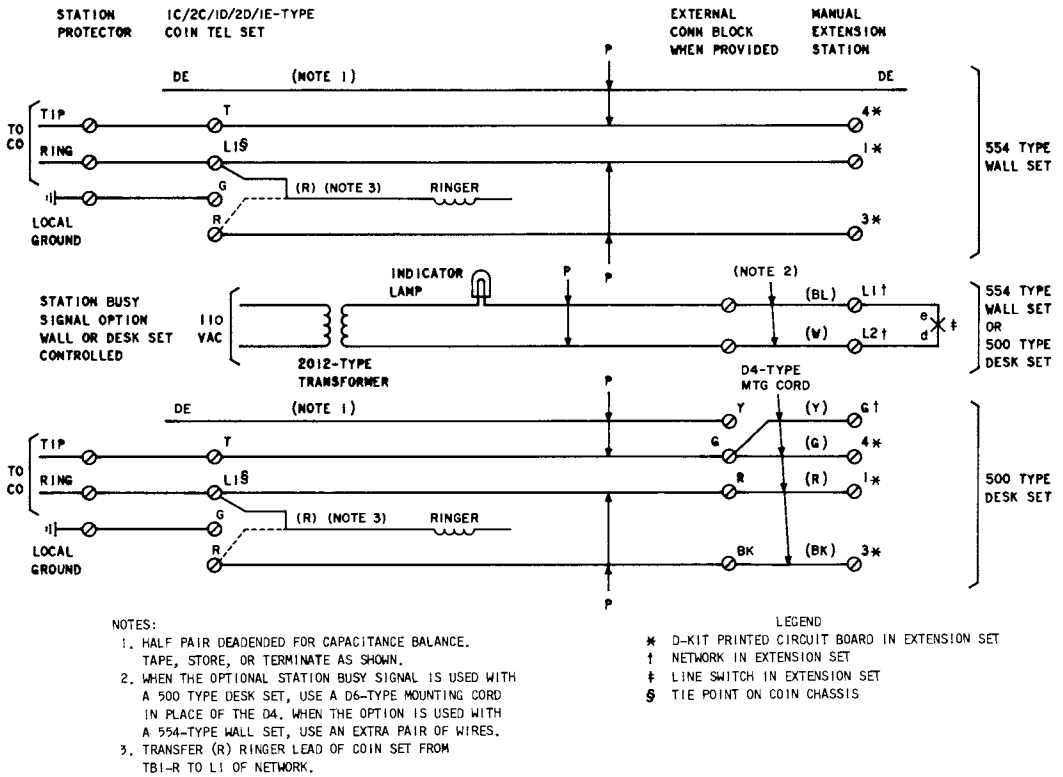 STATION PROTECTOR
1C/2C/1D/2D/1E-TYPE COIN TEL SET
EXTERNAL CONN BLOCK WHEN PROVIDED
MANUAL EXTENSION STATION
P
DE (NOTE 1) DE
TO CO
TIP T 4*
RING L1§ 1*
G (R) (NOTE 3) RINGER
LOCAL GROUND
R 3*
P
554 TYPE WALL SET
STATION BUSY SIGNAL OPTION WALL OR DESK SET CONTROLLED
110 VAC
2012-TYPE TRANSFORMER
INDICATOR LAMP
P
(NOTE 2)
(BL) L1†
(W) L2†
e
d
‡
554 TYPE WALL SET OR 500 TYPE DESK SET
D4-TYPE MTG CORD
P
DE (NOTE 1) Y (Y) G†
TO CO
TIP T G (G) 4*
RING L1§ R (R) 1*
G (R) (NOTE 3) RINGER
LOCAL GROUND
R BK (BK) 3*
P
500 TYPE DESK SET
NOTES:
1. HALF PAIR DEADENDED FOR CAPACITANCE BALANCE.
TAPE, STORE, OR TERMINATE AS SHOWN.
2. WHEN THE OPTIONAL STATION BUSY SIGNAL IS USED WITH
A 500 TYPE DESK SET, USE A D6-TYPE MOUNTING CORD
IN PLACE OF THE D4. WHEN THE OPTION IS USED WITH
A 554-TYPE WALL SET, USE AN EXTRA PAIR OF WIRES.
3. TRANSFER (R) RINGER LEAD OF COIN SET FROM
TB1-R TO L1 OF NETWORK.
LEGEND
* D-KIT PRINTED CIRCUIT BOARD IN EXTENSION SET
† NETWORK IN EXTENSION SET
‡ LINE SWITCH IN EXTENSION SET
§ TIE POINT ON COIN CHASSIS